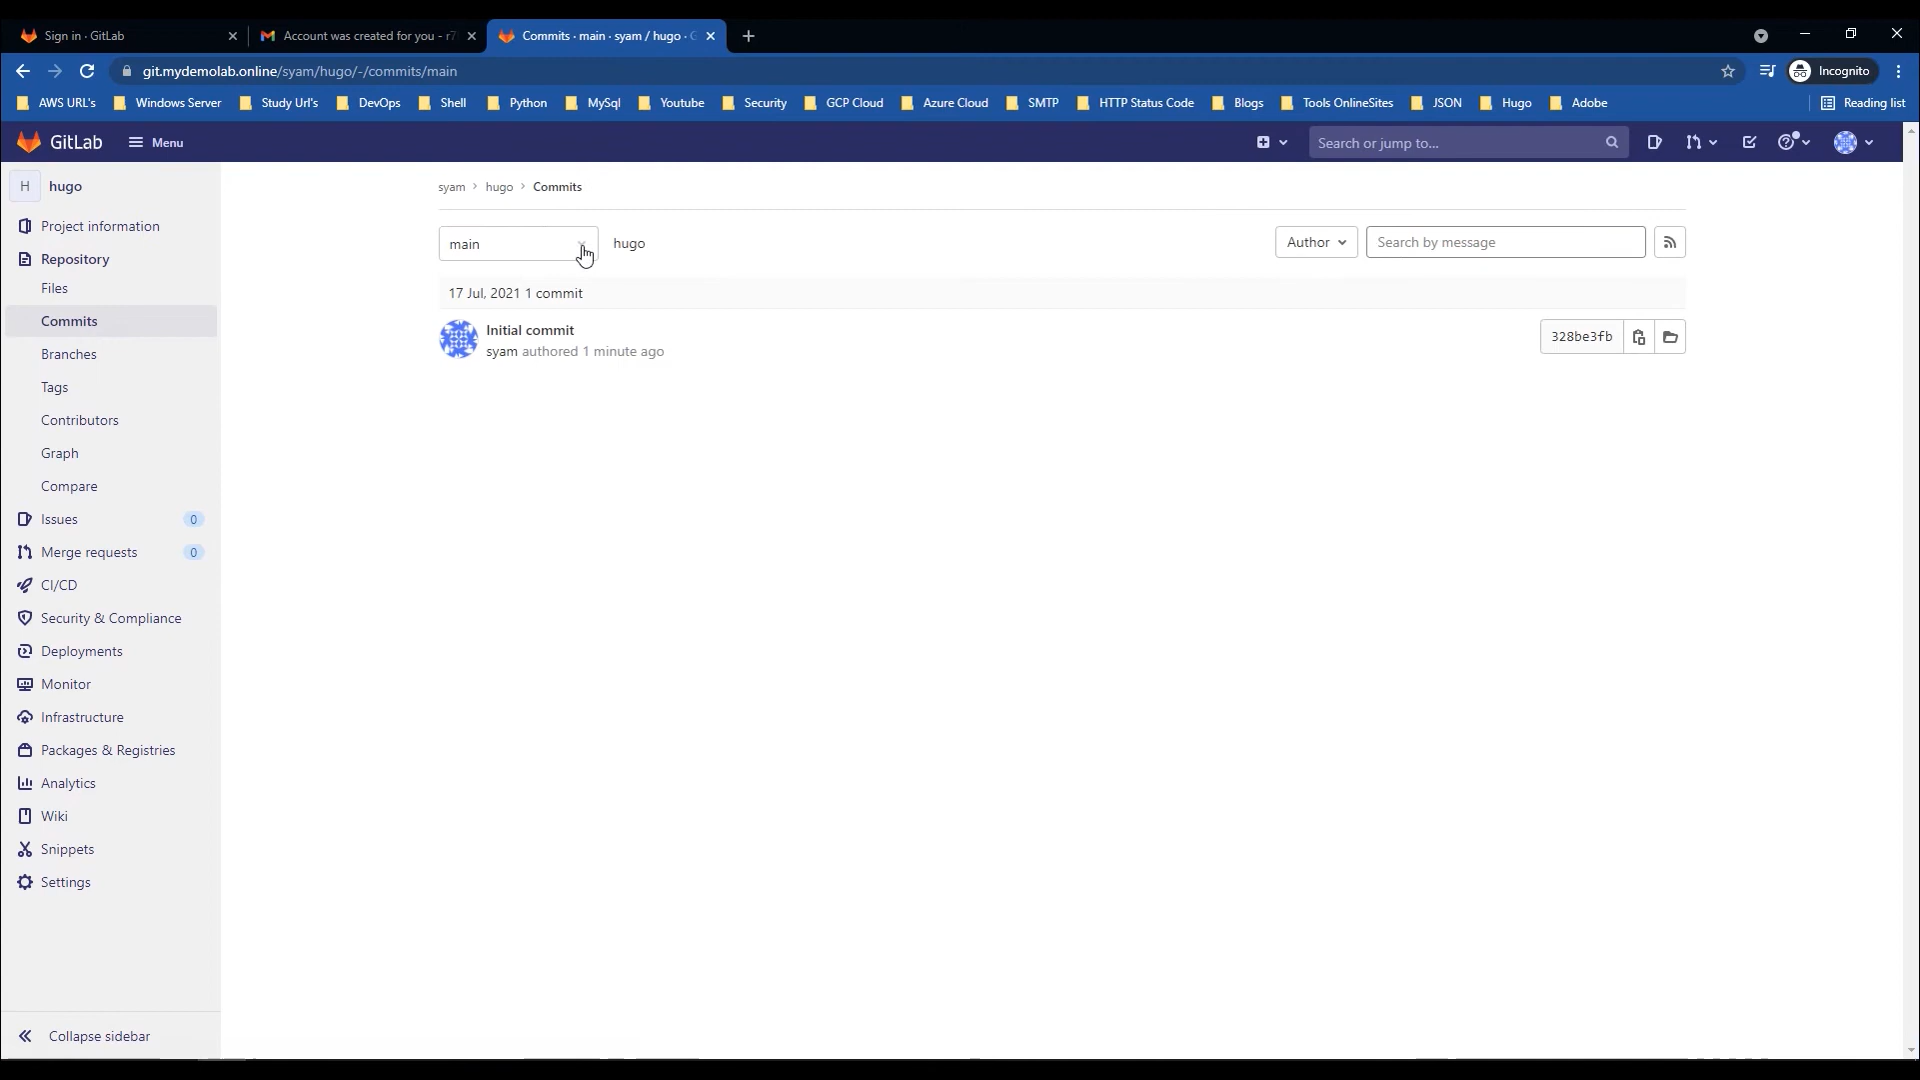 Sign in · GitLab
Account was created for you - r7
Commits · main · syam / hugo · G
git.mydemolab.online/syam/hugo/-/commits/main
Incognito
AWS URL's
Windows Server
Study Url's
DevOps
Shell
Python
MySql
Youtube
Security
GCP Cloud
Azure Cloud
SMTP
HTTP Status Code
Blogs
Tools OnlineSites
JSON
Hugo
Adobe
Reading list
GitLab
Menu
Search or jump to...
H hugo
Project information
Repository
Files
Commits
Branches
Tags
Contributors
Graph
Compare
Issues 0
Merge requests 0
CI/CD
Security & Compliance
Deployments
Monitor
Infrastructure
Packages & Registries
Analytics
Wiki
Snippets
Settings
Collapse sidebar
syam > hugo > Commits
main
hugo
Author
Search by message
17 Jul, 2021 1 commit
Initial commit
syam authored 1 minute ago
328be3fb